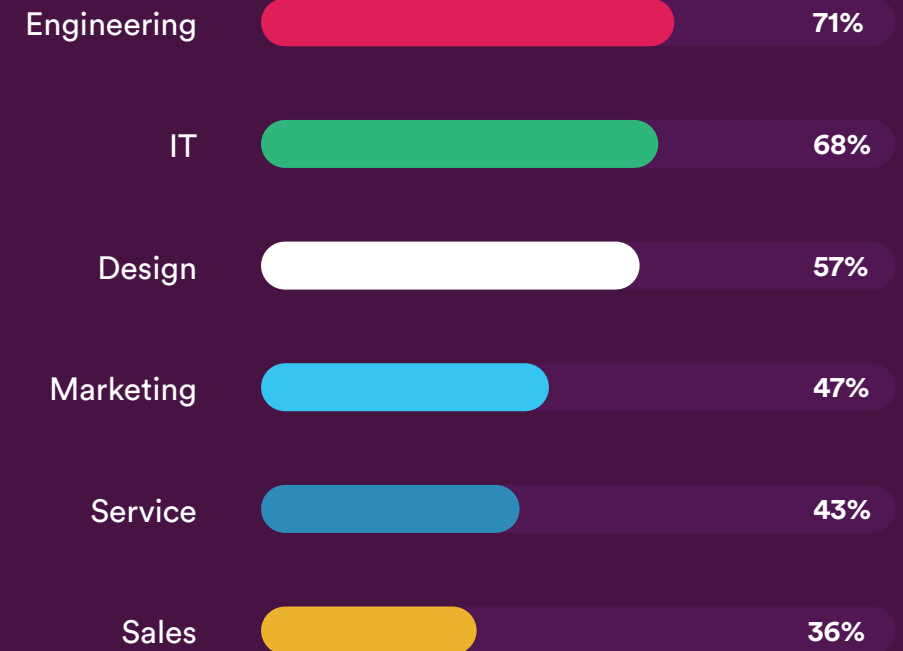 Engineering 71%
IT 68%
Design 57%
Marketing 47%
Service 43%
Sales 36%